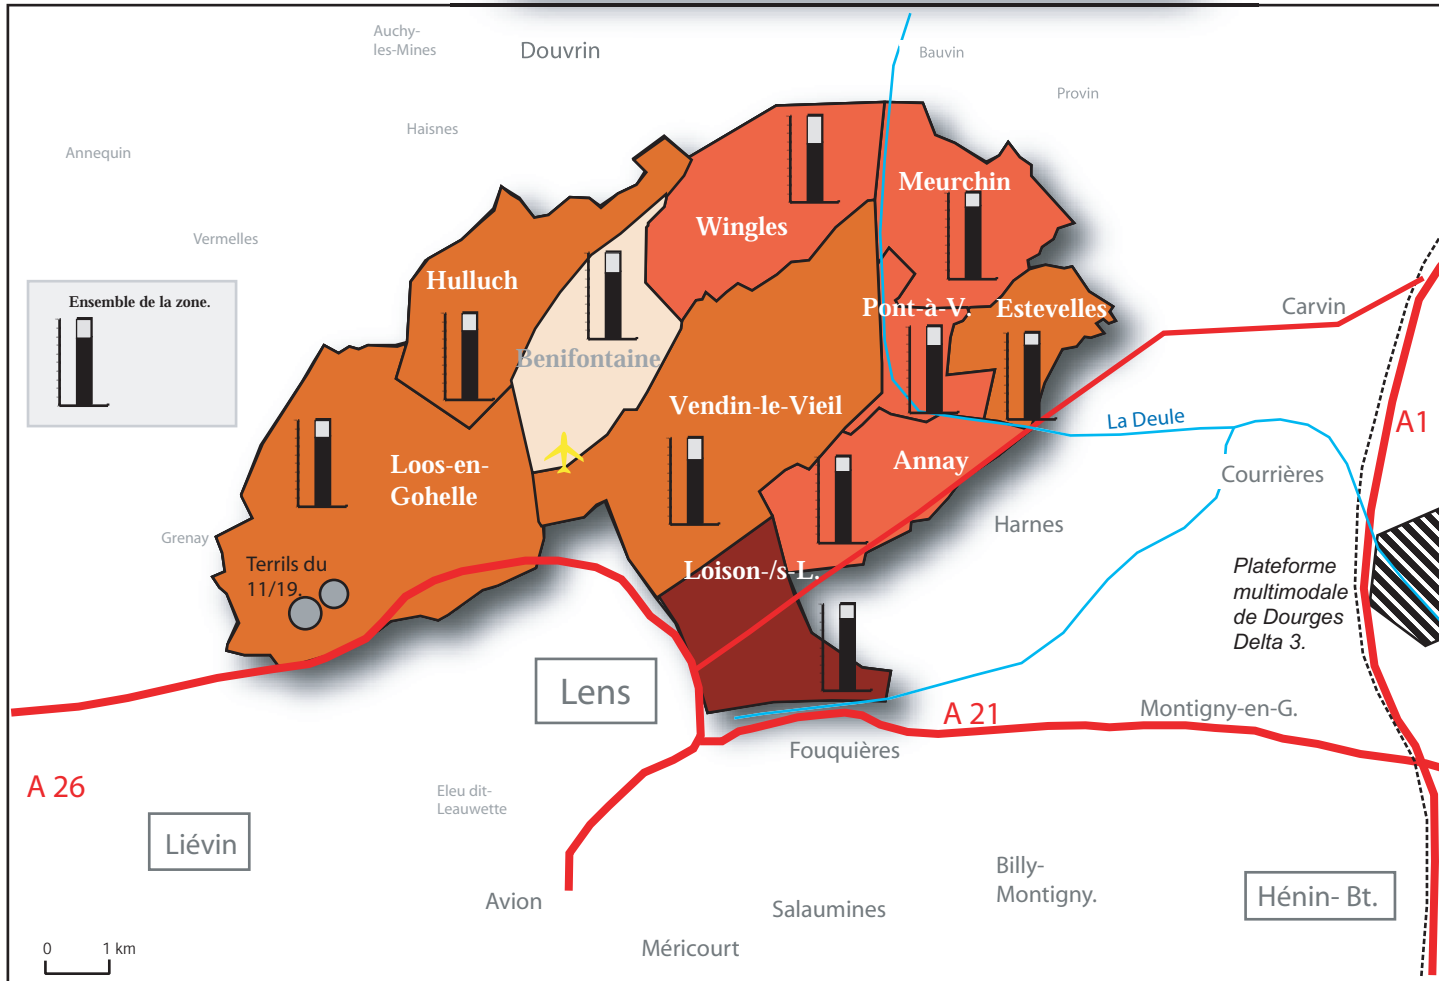 Auchy-
les-Mines
Douvrin
Bauvin
Provin
Haisnes
Annequin
Meurchin
Wingles
Vermelles
Hulluch
Ensemble de la zone.
Pont-à-V.
Estevelles
Carvin
Benifontaine
Vendin-le-Vieil
La Deule
A1
Annay
Loos-en-
Gohelle
Courrières
Harnes
Grenay
Terrils du
11/19.
Loison-/s-L.
Plateforme
multimodale
de Dourges
Delta 3.
Lens
A 21
Montigny-en-G.
Fouquières
A 26
Eleu dit-
Leauwette
Liévin
Billy-
Montigny.
Hénin- Bt.
Avion
Salaumines
Méricourt
0 1 km